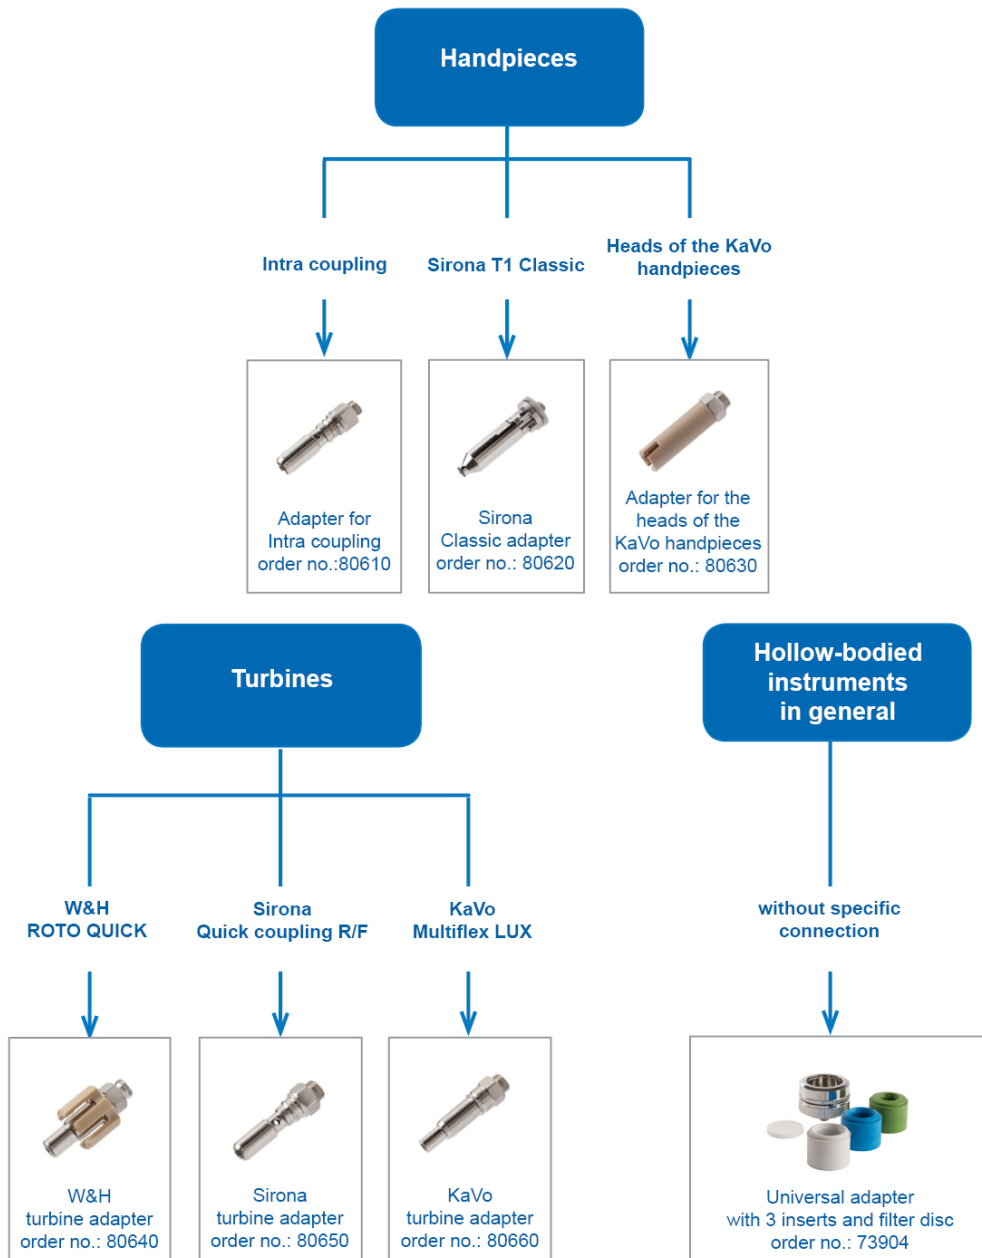 Handpieces
Intra coupling
Sirona T1 Classic
Heads of the KaVo
handpieces
Adapter for
Intra coupling
order no.:80610
Sirona
Classic adapter
order no.: 80620
Adapter for the
heads of the
KaVo handpieces
order no.: 80630
Turbines
W&H
ROTO QUICK
Sirona
Quick coupling R/F
KaVo
Multiflex LUX
W&H
turbine adapter
order no.: 80640
Sirona
turbine adapter
order no.: 80650
KaVo
turbine adapter
order no.: 80660
Hollow-bodied
instruments
in general
without specific
connection
Universal adapter
with 3 inserts and filter disc
order no.: 73904